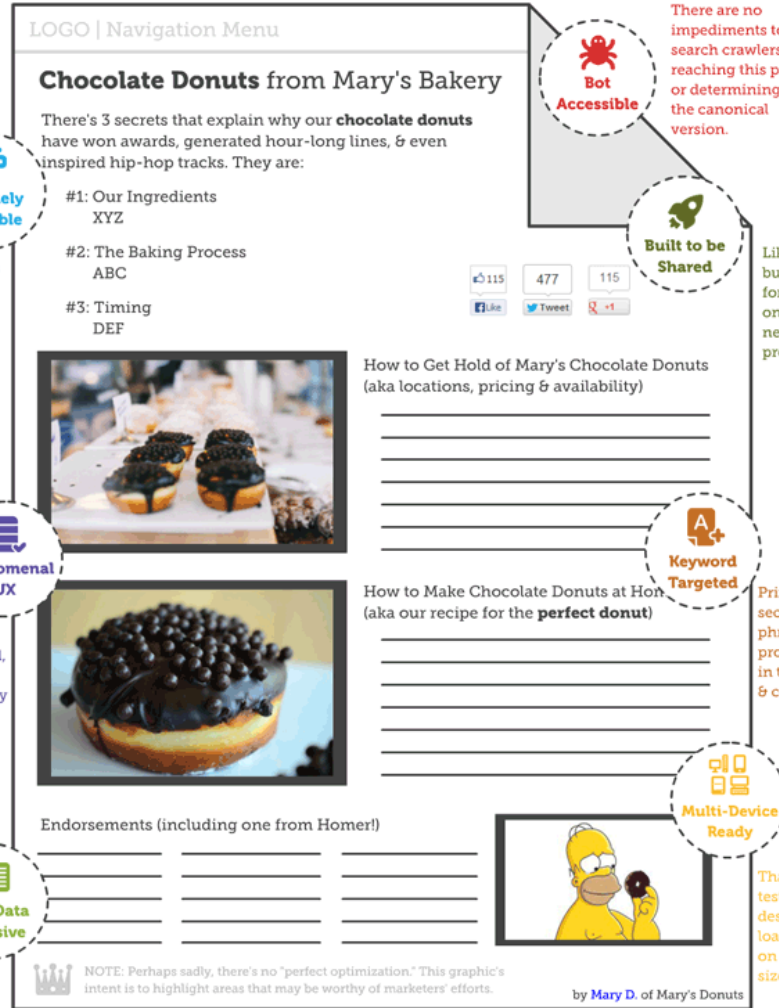 LOGO | Navigation Menu
Chocolate Donuts from Mary's Bakery
There's 3 secrets that explain why our chocolate donuts
have won awards, generated hour-long lines, & even
inspired hip-hop tracks. They are:
#1: Our Ingredients
XYZ
#2: The Baking Process
ABC
#3: Timing
DEF
115
477
115
Like
Tweet
+1
How to Get Hold of Mary's Chocolate Donuts
(aka locations, pricing & availability)
How to Make Chocolate Donuts at
(aka our recipe for the perfect donut)
Endorsements (including one from Homer!)
NOTE: Perhaps sadly, there's no "perfect optimization." This graphic's
intent is to highlight areas that may be worthy of marketers' efforts.
by Mary D. of Mary's Donuts
Bot
Accessible
There are no
impediments
search crawlers
reaching this
or determining
the canonical
version.
Built to be
Shared
Keyword
Targeted
in
&
Multi-Device
Ready
on
UX
Data